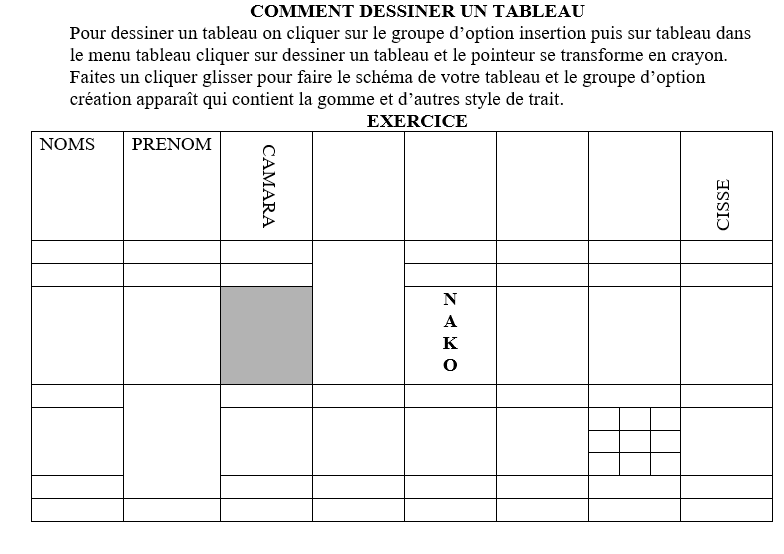 COMMENT DESSINER UN TABLEAU
Pour dessiner un tableau on cliquer sur le groupe d’option insertion puis sur tableau dans
le menu tableau cliquer sur dessiner un tableau et le pointeur se transforme en crayon.
Faites un cliquer glisser pour faire le schéma de votre tableau et le groupe d’option
création apparaît qui contient la gomme et d’autres style de trait.
EXERCICE
NOMS
PRENOM
CAMARA
CISSE
N
A
K
O